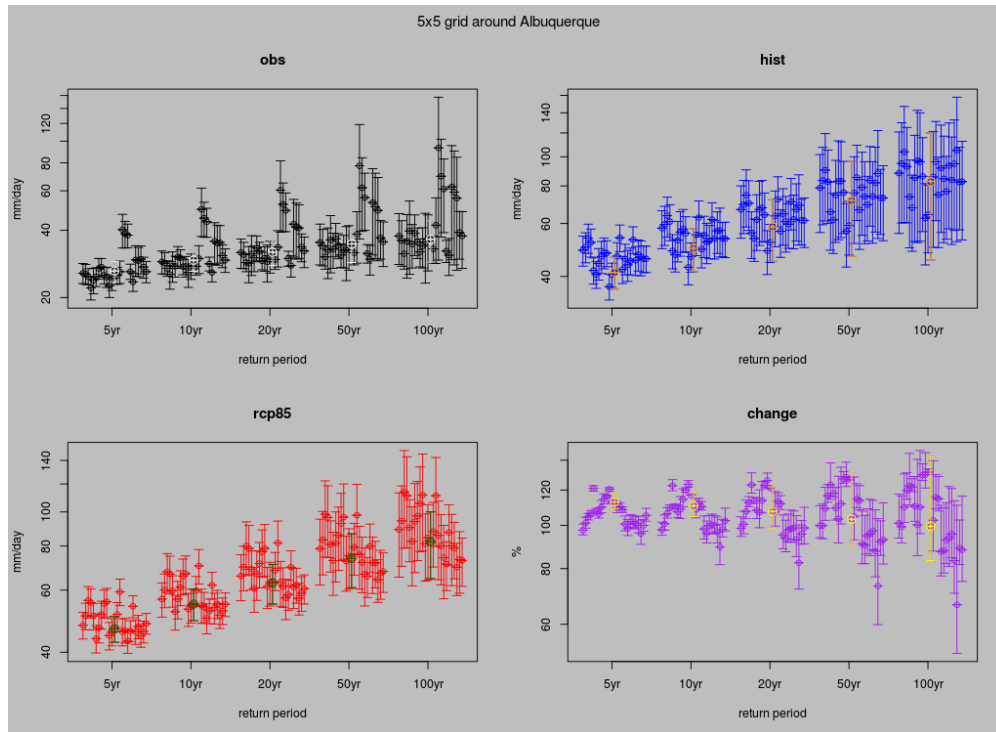 5x5 grid around Albuquerque
obs
mm/day
120
80
60
40
20
5yr 10yr 20yr 50yr 100yr
return period
hist
mm/day
140
100
80
60
40
5yr 10yr 20yr 50yr 100yr
return period
rcp85
mm/day
140
100
80
60
40
5yr 10yr 20yr 50yr 100yr
return period
change
%
120
100
80
60
5yr 10yr 20yr 50yr 100yr
return period